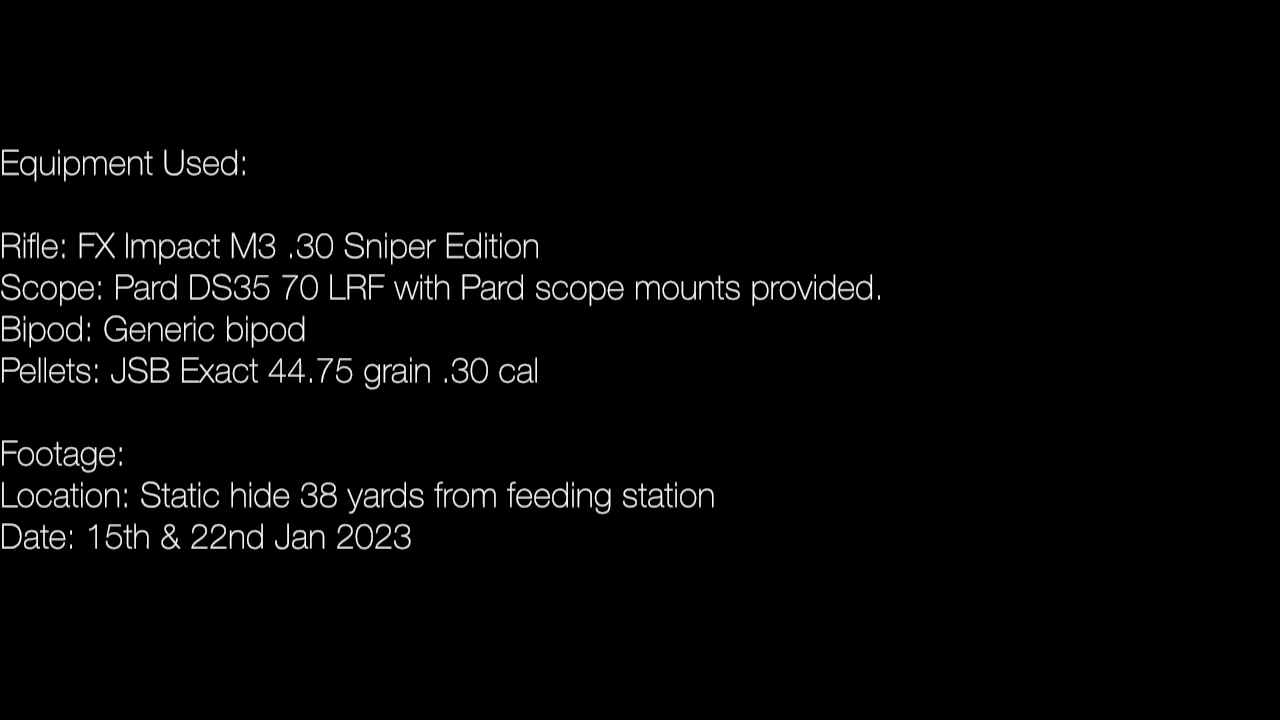 Equipment Used:
Rifle: FX Impact M3 .30 Sniper Edition
Scope: Pard DS35 70 LRF with Pard scope mounts provided.
Bipod: Generic bipod
Pellets: JSB Exact 44.75 grain .30 cal
Footage:
Location: Static hide 38 yards from feeding station
Date: 15th & 22nd Jan 2023